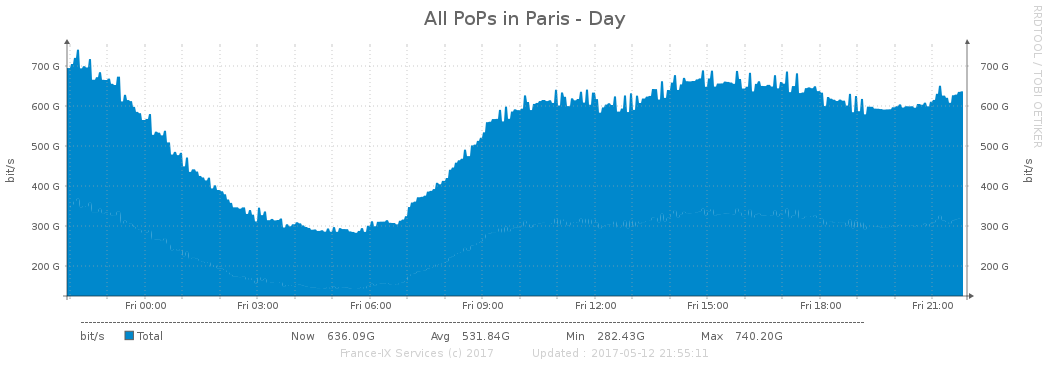 All PoPs in Paris - Day
RRDTOOL / TOBI OETIKER
700 G 700 G
600 G 600 G
500 G 500 G
400 G 400 G
300 G 300 G
200 G 200 G
bit/s bit/s
Fri 00:00 Fri 03:00 Fri 06:00 Fri 09:00 Fri 12:00 Fri 15:00 Fri 18:00 Fri 21:00
bit/s Total Now 636.09G Avg 531.84G Min 282.43G Max 740.20G
France-IX Services (c) 2017 Updated : 2017-05-12 21:55:11